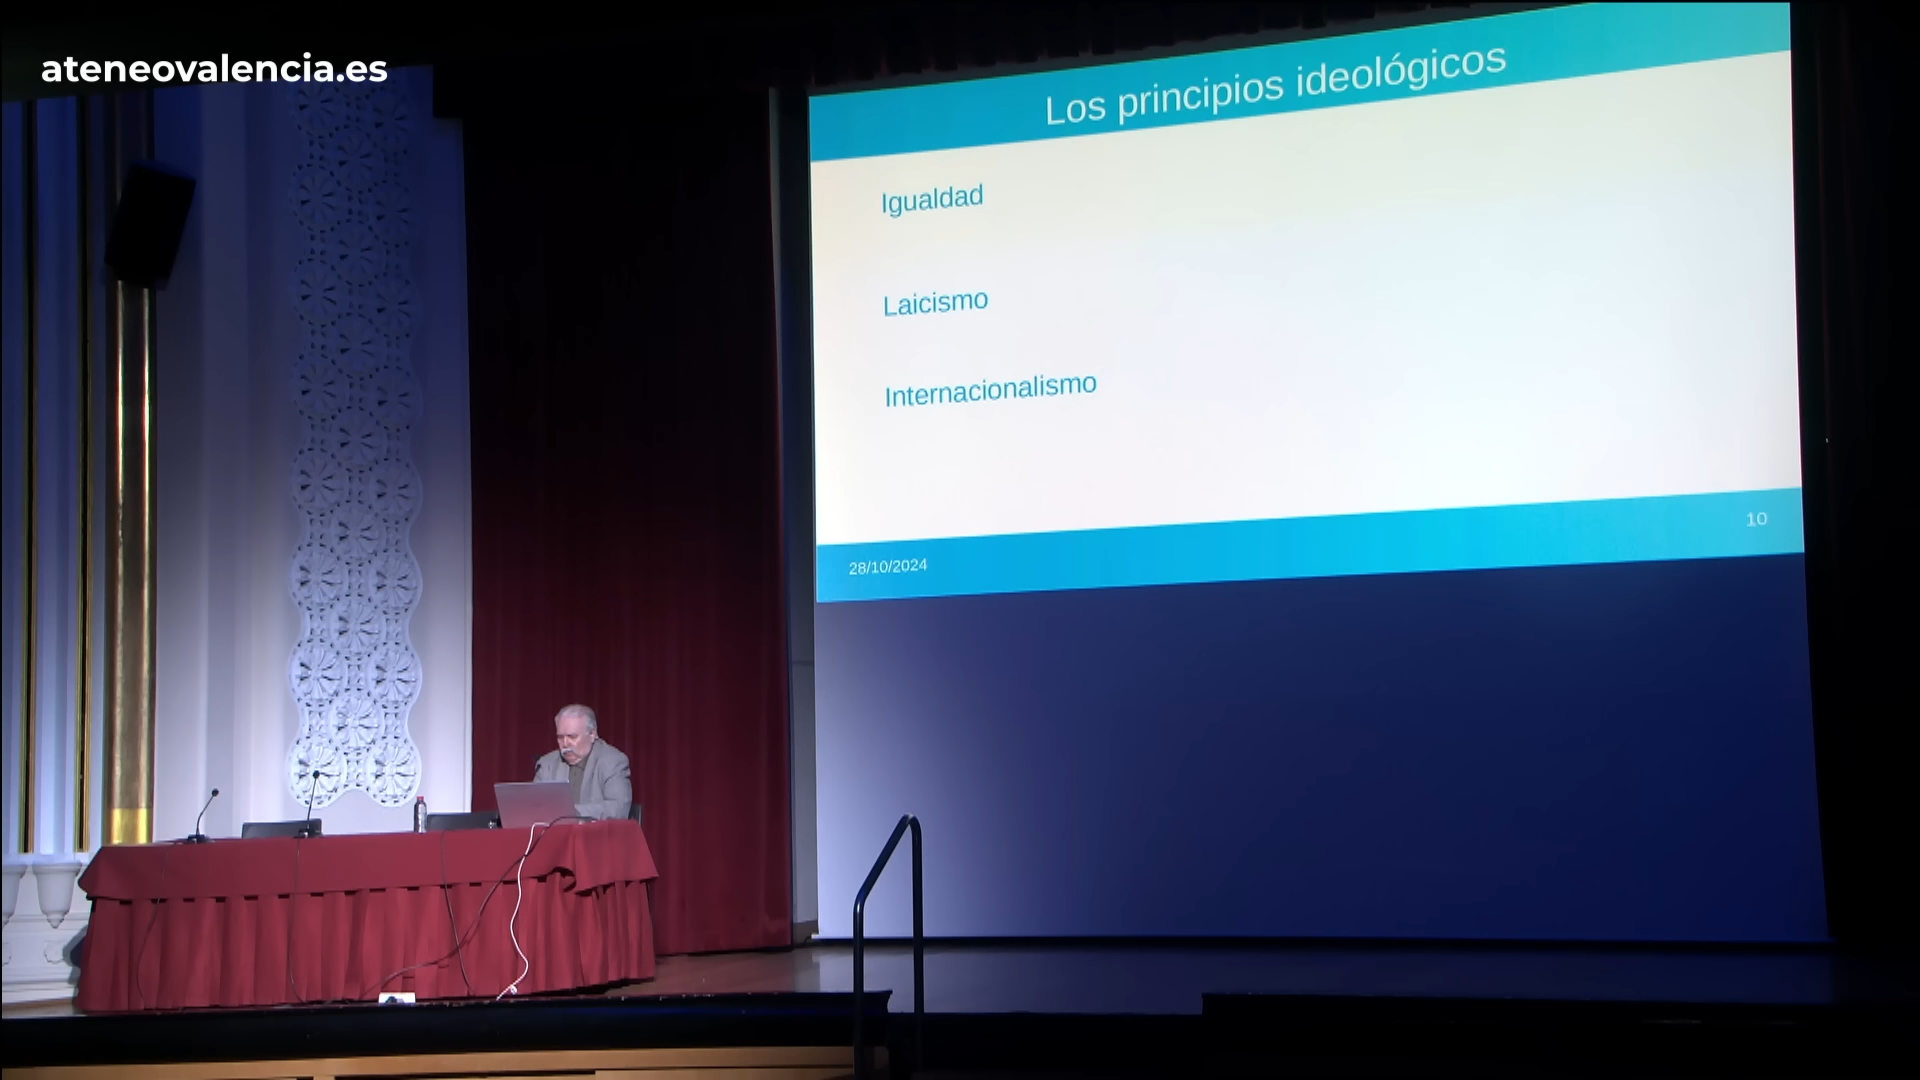 ateneovalencia.es
Los principios ideológicos
Igualdad
Laicismo
Internacionalismo
28/10/2024
10